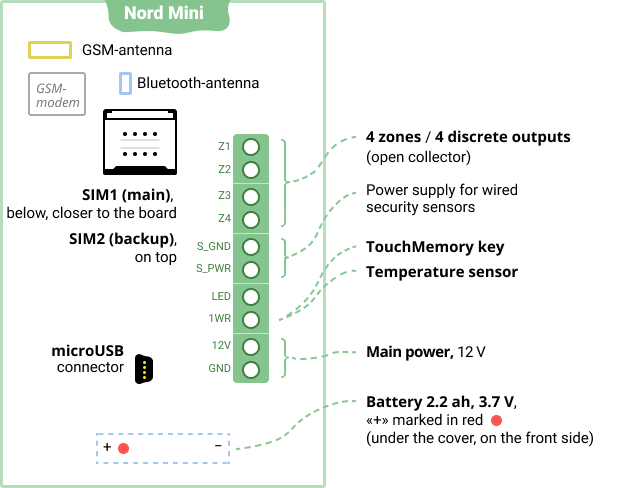 Nord Mini
GSM-antenna
GSM-
modem
Bluetooth-antenna
SIM1 (main),
below, closer to the board
SIM2 (backup),
on top
microUSB
connector
Z1
Z2
Z3
Z4
S_GND
S_PWR
LED
1WR
12V
GND
4 zones / 4 discrete outputs
(open collector)
Power supply for wired
security sensors
TouchMemory key
Temperature sensor
Main power, 12 V
Battery 2.2 ah, 3.7 V,
«+» marked in red
(under the cover, on the front side)
+ −